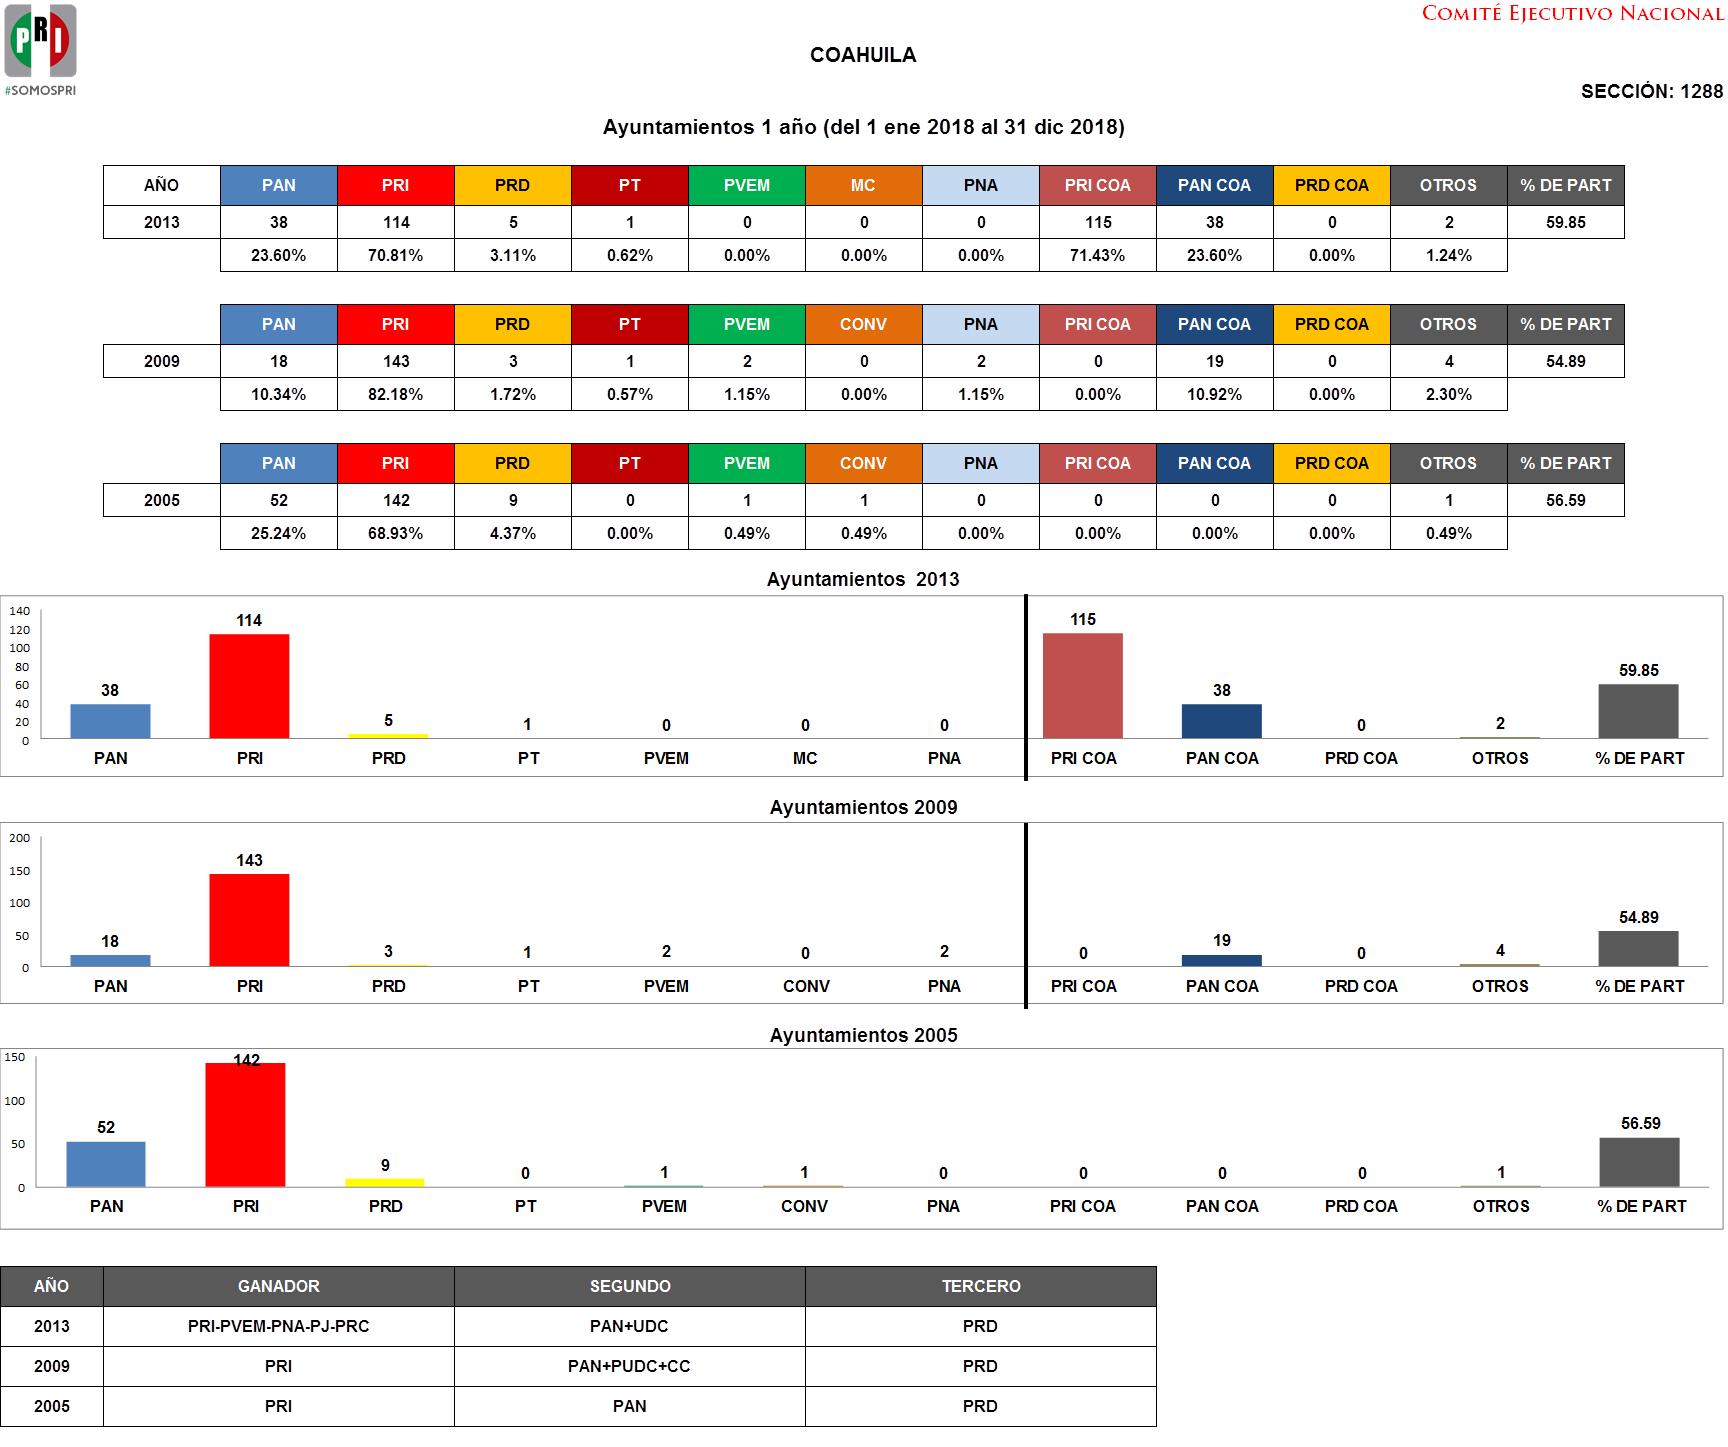 COMITÉ EJECUTIVO NACIONAL
PRI
#SOMOSPRI
COAHUILA
SECCIÓN: 1288
Ayuntamientos 1 año (del 1 ene 2018 al 31 dic 2018)
AÑO PAN PRI PRD PT PVEM MC PNA PRI COA PAN COA PRD COA OTROS % DE PART
2013 38 114 5 1 0 0 0 115 38 0 2 59.85
23.60% 70.81% 3.11% 0.62% 0.00% 0.00% 0.00% 71.43% 23.60% 0.00% 1.24%
PAN PRI PRD PT PVEM CONV PNA PRI COA PAN COA PRD COA OTROS % DE PART
2009 18 143 3 1 2 0 2 0 19 0 4 54.89
10.34% 82.18% 1.72% 0.57% 1.15% 0.00% 1.15% 0.00% 10.92% 0.00% 2.30%
PAN PRI PRD PT PVEM CONV PNA PRI COA PAN COA PRD COA OTROS % DE PART
2005 52 142 9 0 1 1 0 0 0 0 1 56.59
25.24% 68.93% 4.37% 0.00% 0.49% 0.49% 0.00% 0.00% 0.00% 0.00% 0.49%
Ayuntamientos 2013
140
120
100
80
60
40
20
0
38 114 5 1 0 0 0 115 38 0 2 59.85
PAN PRI PRD PT PVEM MC PNA PRI COA PAN COA PRD COA OTROS % DE PART
Ayuntamientos 2009
200
150
100
50
0
18 143 3 1 2 0 2 0 19 0 4 54.89
PAN PRI PRD PT PVEM CONV PNA PRI COA PAN COA PRD COA OTROS % DE PART
Ayuntamientos 2005
150
100
50
0
52 142 9 0 1 1 0 0 0 0 1 56.59
PAN PRI PRD PT PVEM CONV PNA PRI COA PAN COA PRD COA OTROS % DE PART
AÑO GANADOR SEGUNDO TERCERO
2013 PRI-PVEM-PNA-PJ-PRC PAN+UDC PRD
2009 PRI PAN+PUDC+CC PRD
2005 PRI PAN PRD